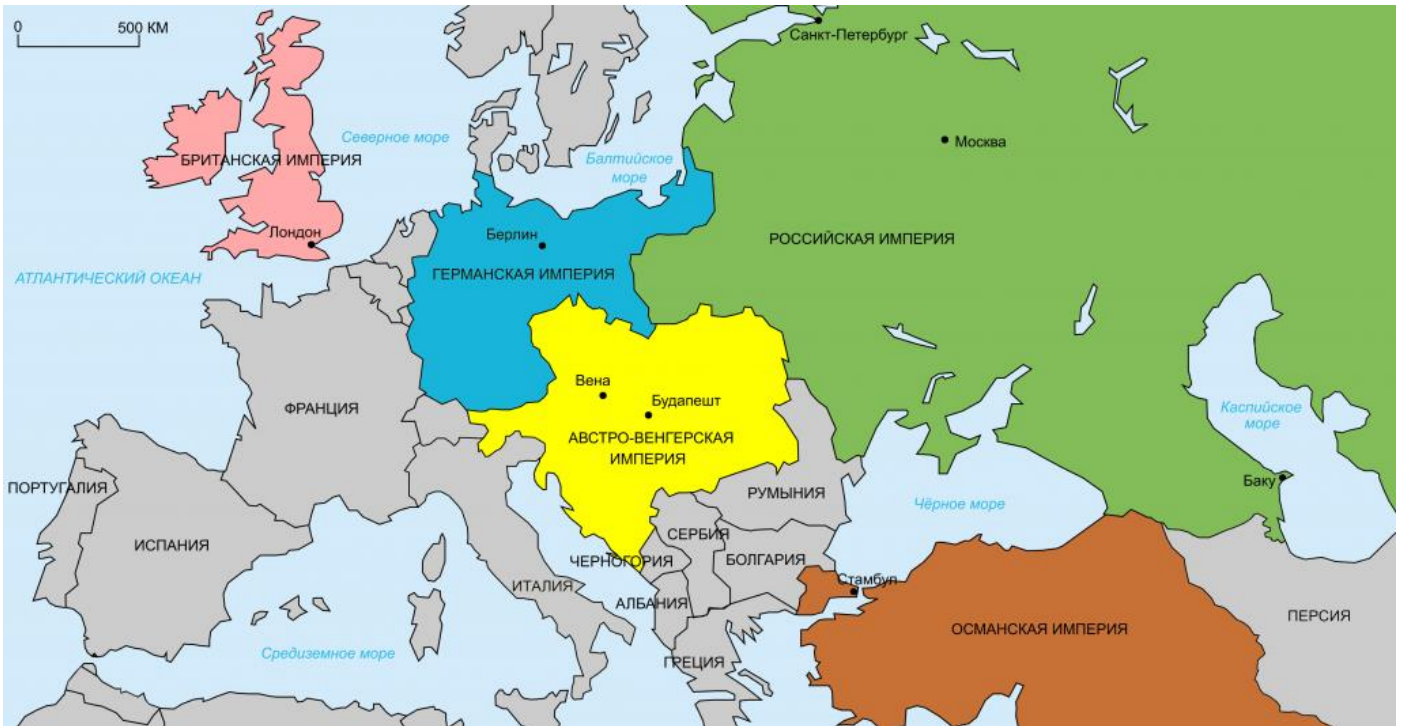 0 500 КМ
Санкт-Петербург
Северное море
Москва
БРИТАНСКАЯ ИМПЕРИЯ
Балтийское
море
Лондон
Берлин
РОССИЙСКАЯ ИМПЕРИЯ
АТЛАНТИЧЕСКИЙ ОКЕАН
ГЕРМАНСКАЯ ИМПЕРИЯ
Вена
Будапешт
ФРАНЦИЯ
Каспийское
море
АВСТРО-ВЕНГЕРСКАЯ
ИМПЕРИЯ
ПОРТУГАЛИЯ
РУМЫНИЯ
Баку
Чёрное море
СЕРБИЯ
ИСПАНИЯ
ЧЕРНОГОРИЯ
БОЛГАРИЯ
Стамбул
ИТАЛИЯ
АЛБАНИЯ
ПЕРСИЯ
ОСМАНСКАЯ ИМПЕРИЯ
Средиземное море
ГРЕЦИЯ